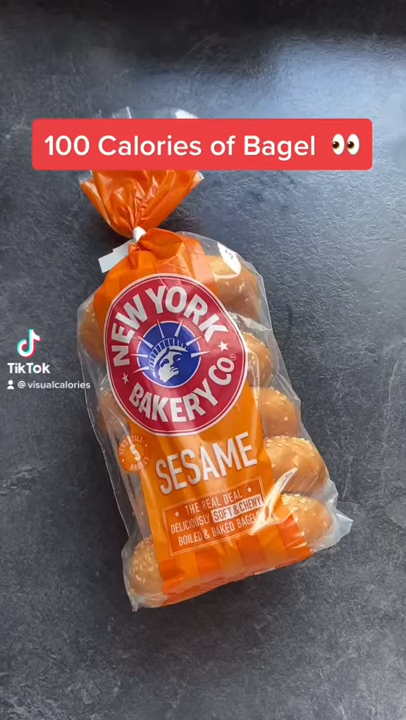 100 Calories of Bagel 👀
NEW YORK
BAKERY CO
5
SESAME
THE REAL DEAL
DELICIOUSLY SOFT & CHEWY
BOILED & BAKED BAGELS
TikTok
@visualcalories